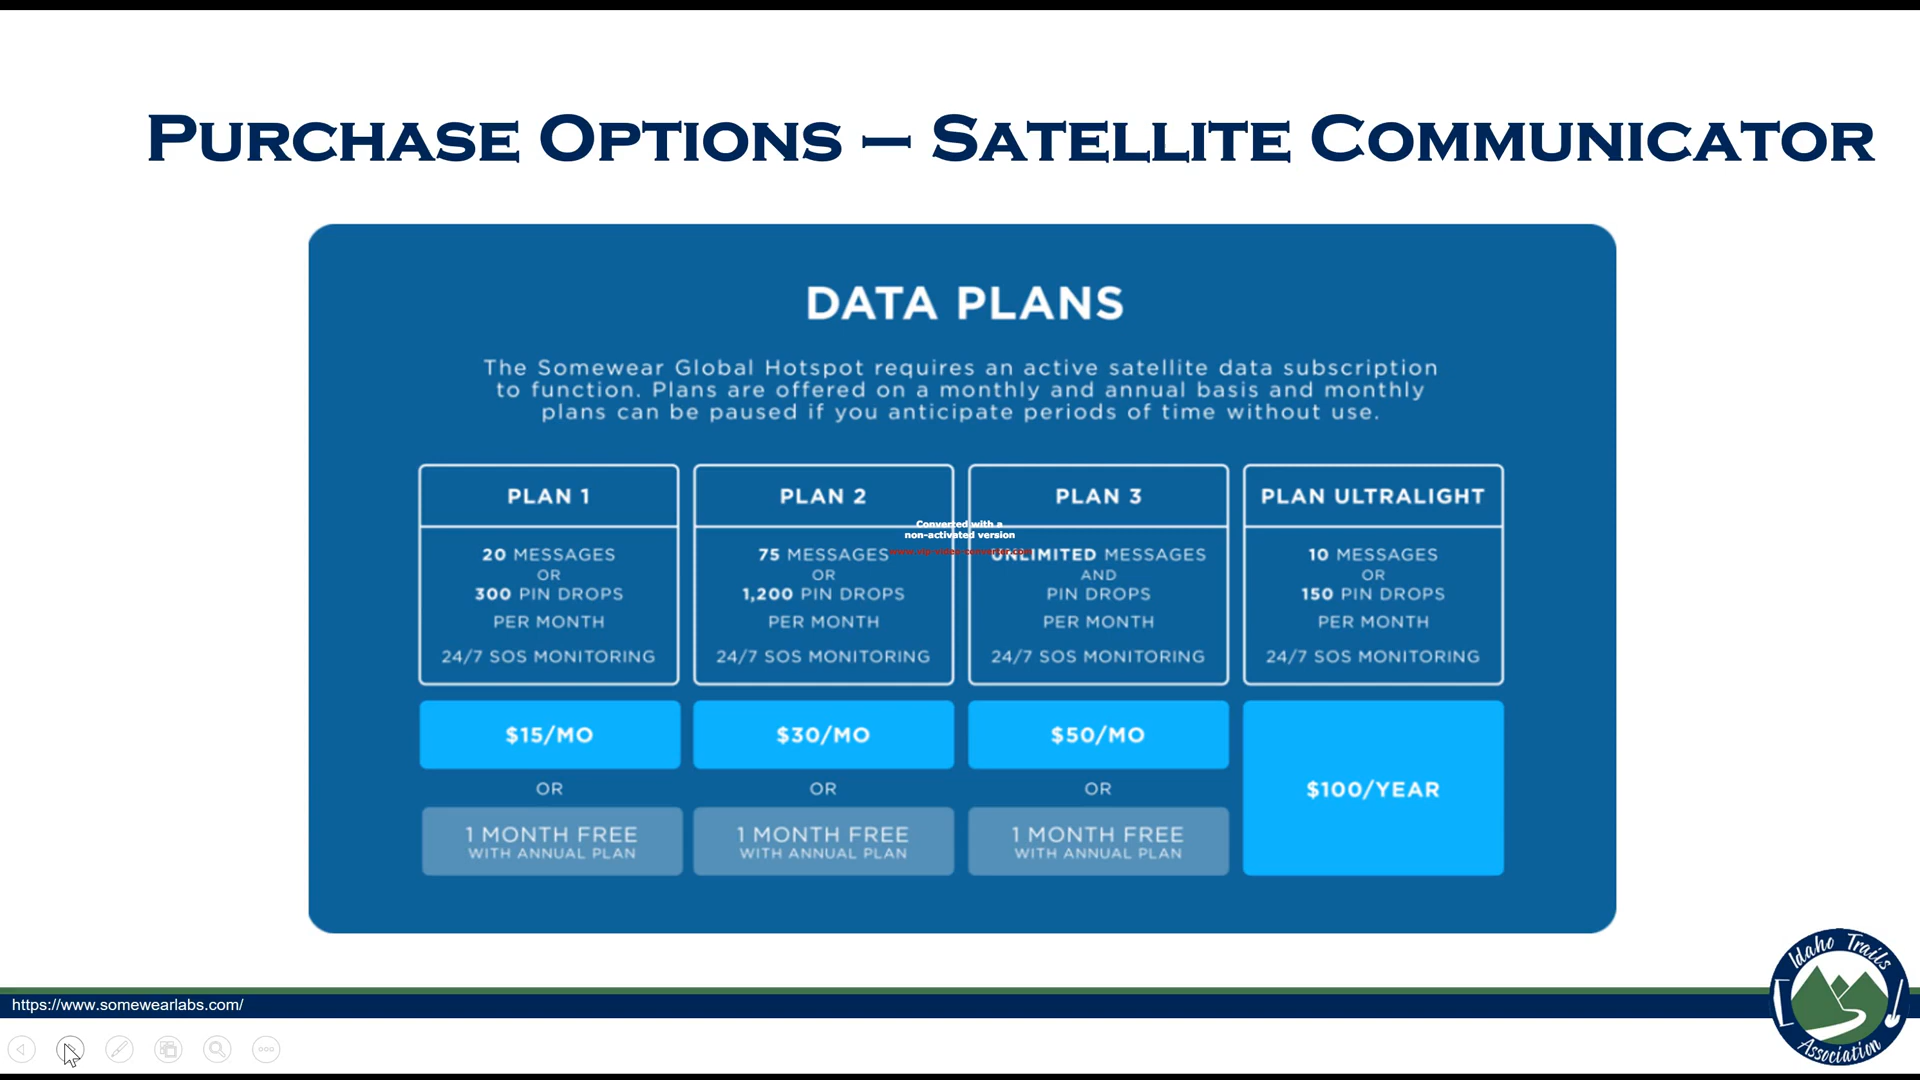 PURCHASE OPTIONS – SATELLITE COMMUNICATOR
DATA PLANS
The Somewear Global Hotspot requires an active satellite data subscription
to function. Plans are offered on a monthly and annual basis and monthly
plans can be paused if you anticipate periods of time without use.
PLAN 1
20 MESSAGES
OR
300 PIN DROPS
PER MONTH
24/7 SOS MONITORING
$15/MO
OR
1 MONTH FREE
WITH ANNUAL PLAN
PLAN 2
75 MESSAGES
OR
1,200 PIN DROPS
PER MONTH
24/7 SOS MONITORING
$30/MO
OR
1 MONTH FREE
WITH ANNUAL PLAN
PLAN 3
UNLIMITED MESSAGES
AND
PIN DROPS
PER MONTH
24/7 SOS MONITORING
$50/MO
OR
1 MONTH FREE
WITH ANNUAL PLAN
PLAN ULTRALIGHT
10 MESSAGES
OR
150 PIN DROPS
PER MONTH
24/7 SOS MONITORING
$100/YEAR
Converted with a
non-activated version
https://www.somewearlabs.com/
Idaho Trails
Association